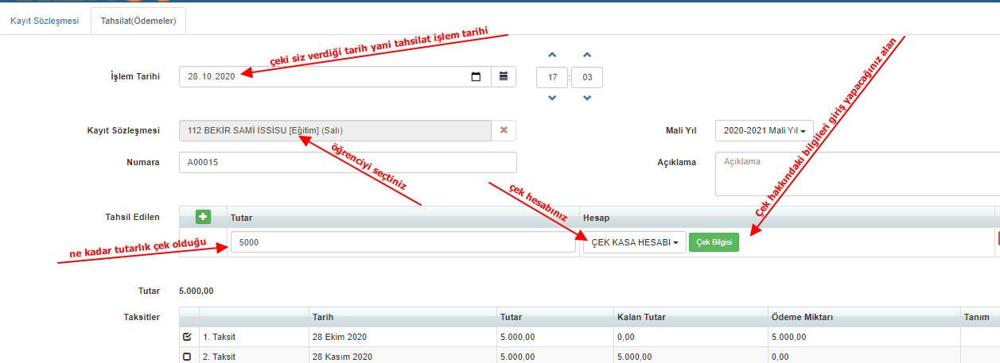 Kayıt Sözleşmesi
Tahsilat(Ödemeler)
çeki siz verdiği tarih yani tahsilat işlem tarihi
İşlem Tarihi
28.10.2020
17 : 03
Kayıt Sözleşmesi
112 BEKİR SAMİ İSSİSU [Eğitim] (Salı)
Mali Yıl
2020-2021 Mali Yıl
Çek hakkındaki bilgileri giriş yapacağınız alan
öğrenciyi seçtiniz
Numara
A00015
Açıklama
Açıklama
çek hesabınız
Tahsil Edilen
Tutar
Hesap
ne kadar tutarlık çek olduğu
5000
ÇEK KASA HESABI
Çek Bilgisi
Tutar
5.000,00
Taksitler
Tarih Tutar Kalan Tutar Ödeme Miktarı Tanım
1. Taksit 28 Ekim 2020 5.000,00 0,00 5.000,00
2. Taksit 28 Kasım 2020 5.000,00 5.000,00 0,00